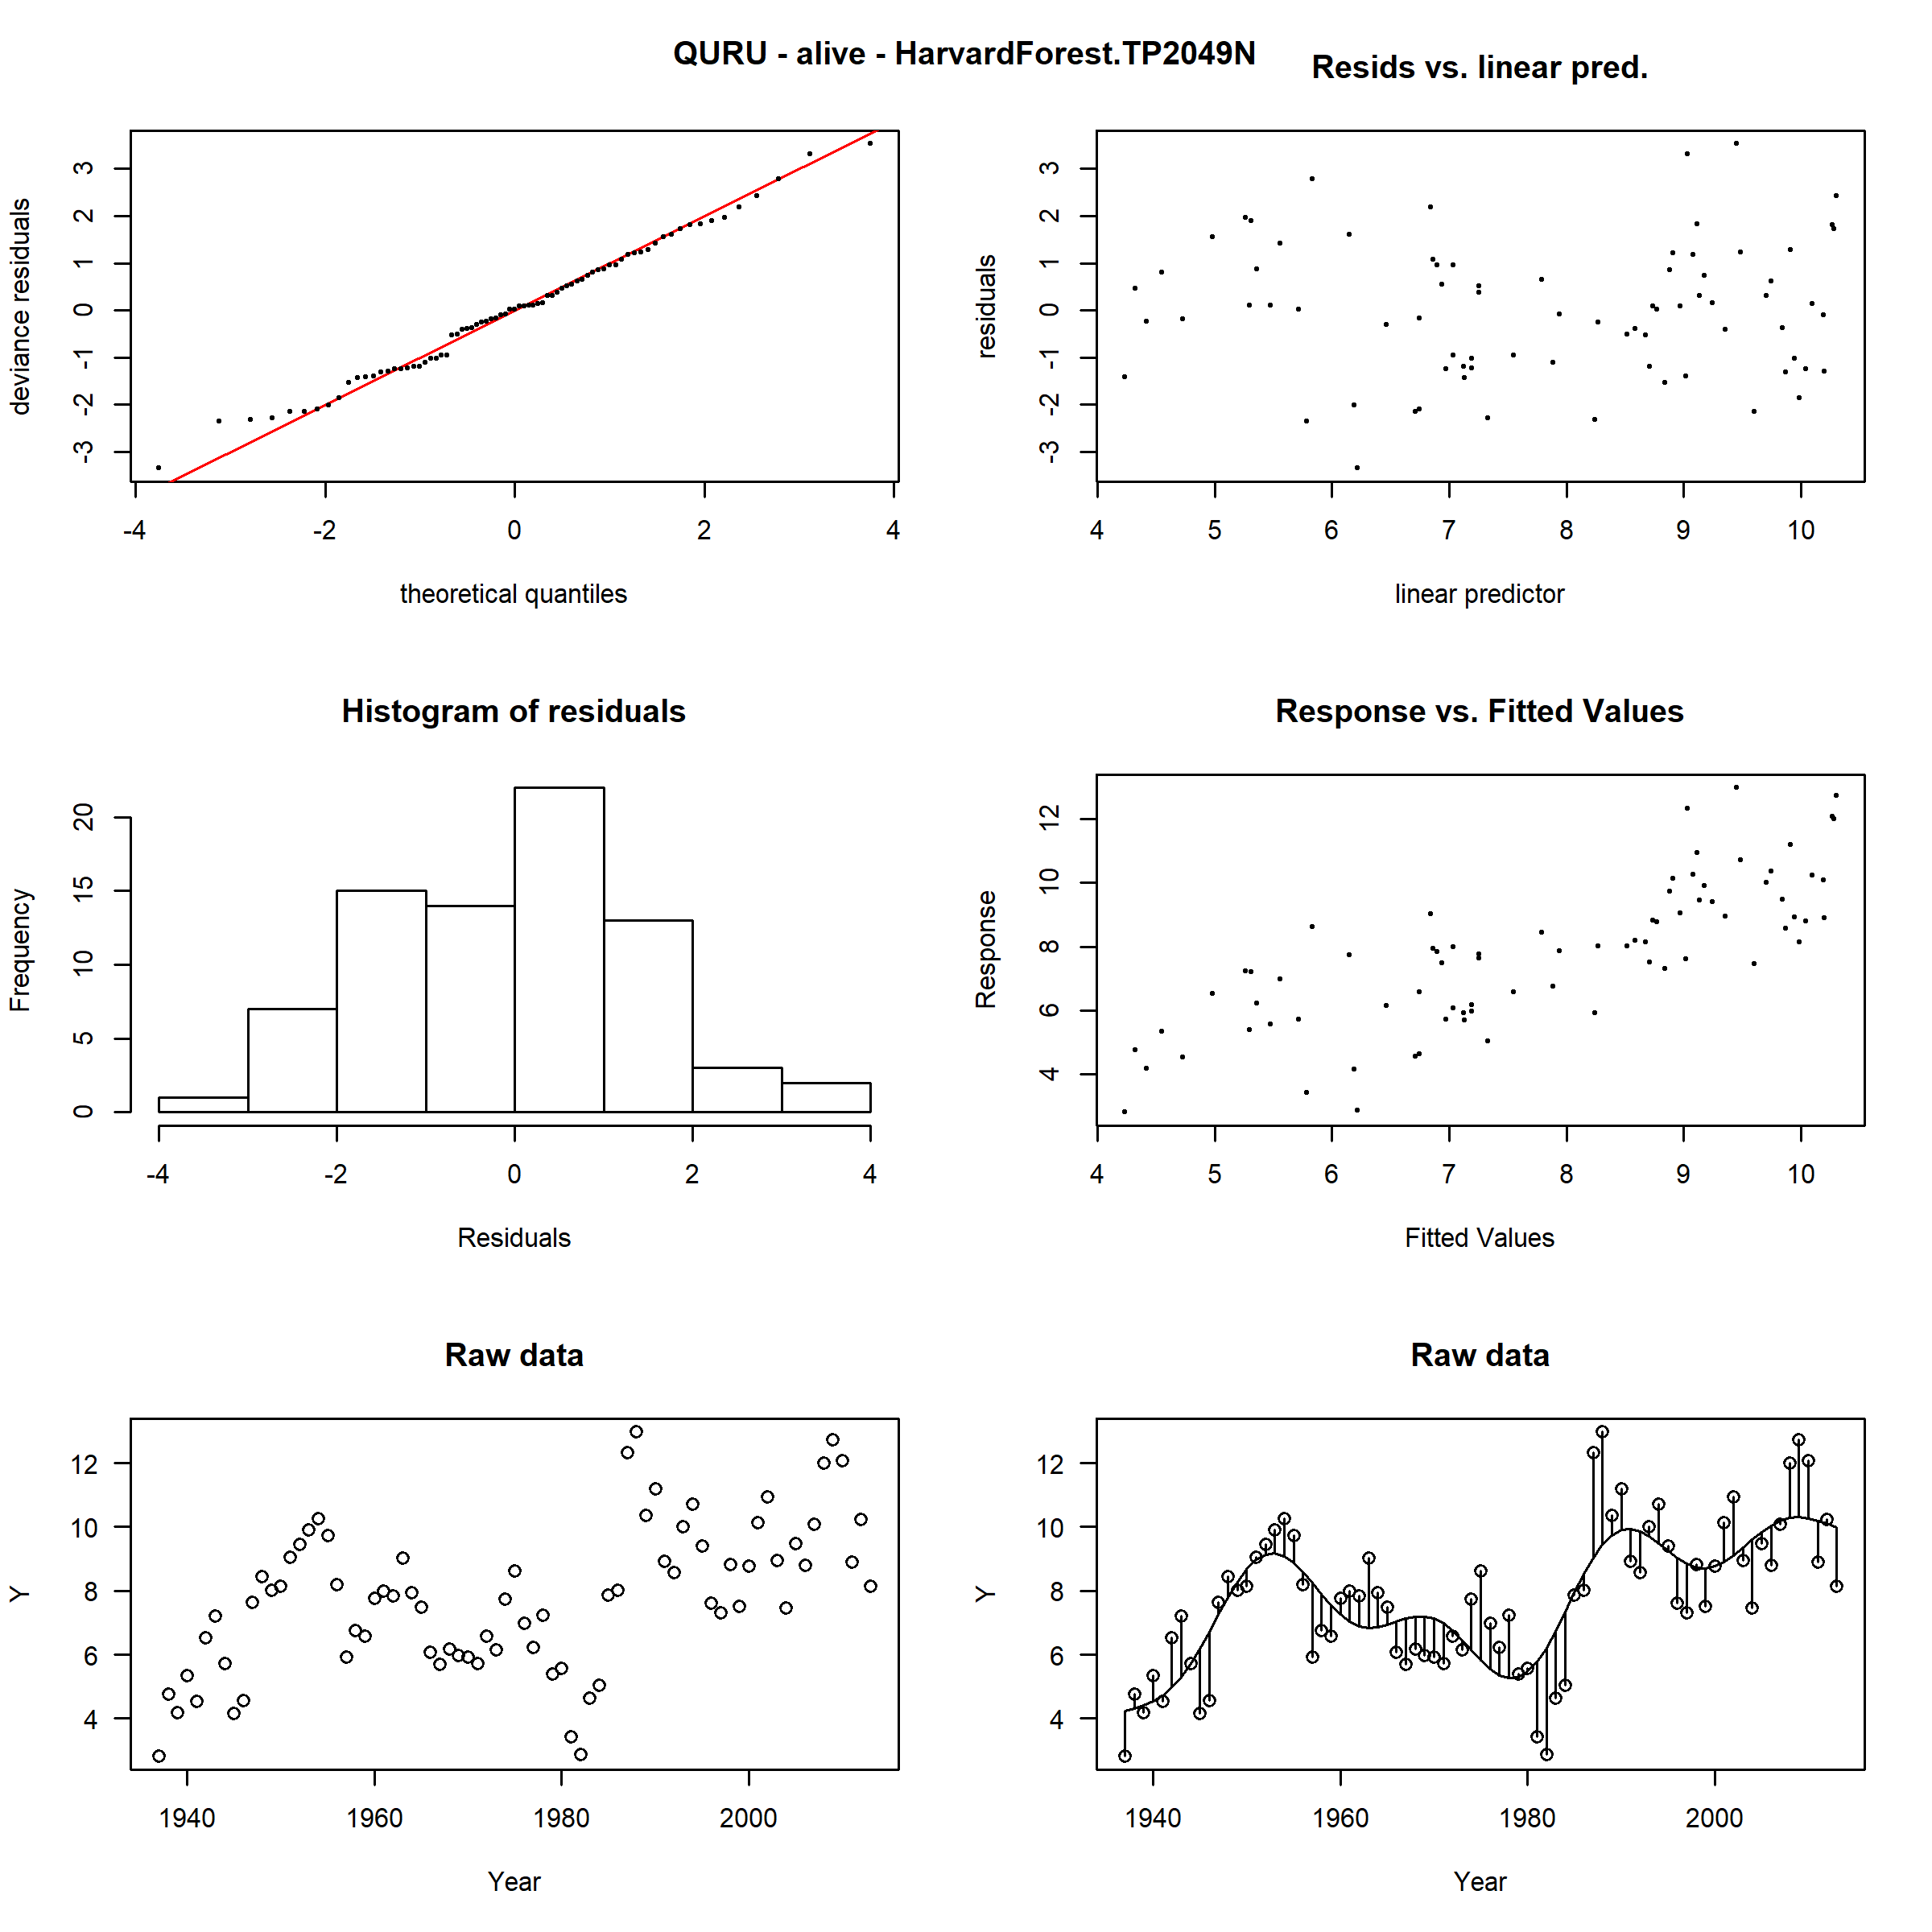 QURU - alive - HarvardForest.TP2049N
Resids vs. linear pred.
deviance residuals
3
2
1
0
-1
-2
-3
-4 -2 0 2 4
theoretical quantiles
residuals
3
2
1
0
-1
-2
-3
4 5 6 7 8 9 10
linear predictor
Histogram of residuals
Frequency
20
15
10
5
0
-4 -2 0 2 4
Residuals
Response vs. Fitted Values
Response
12
10
8
6
4
4 5 6 7 8 9 10
Fitted Values
Raw data
Y
12
10
8
6
4
1940 1960 1980 2000
Year
Raw data
Y
12
10
8
6
4
1940 1960 1980 2000
Year